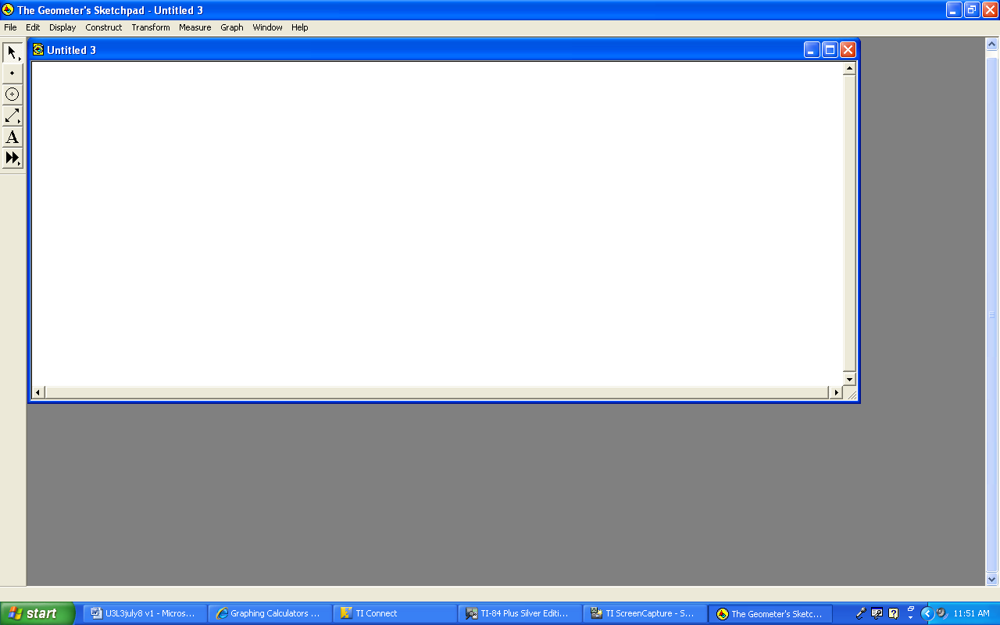 The Geometer's Sketchpad - Untitled 3
File Edit Display Construct Transform Measure Graph Window Help
Untitled 3
A
start U3L3july8 v1 - Micros... Graphing Calculators ... TI Connect TI-84 Plus Silver Editi... TI ScreenCapture - S... The Geometer's Sketc... 11:51 AM